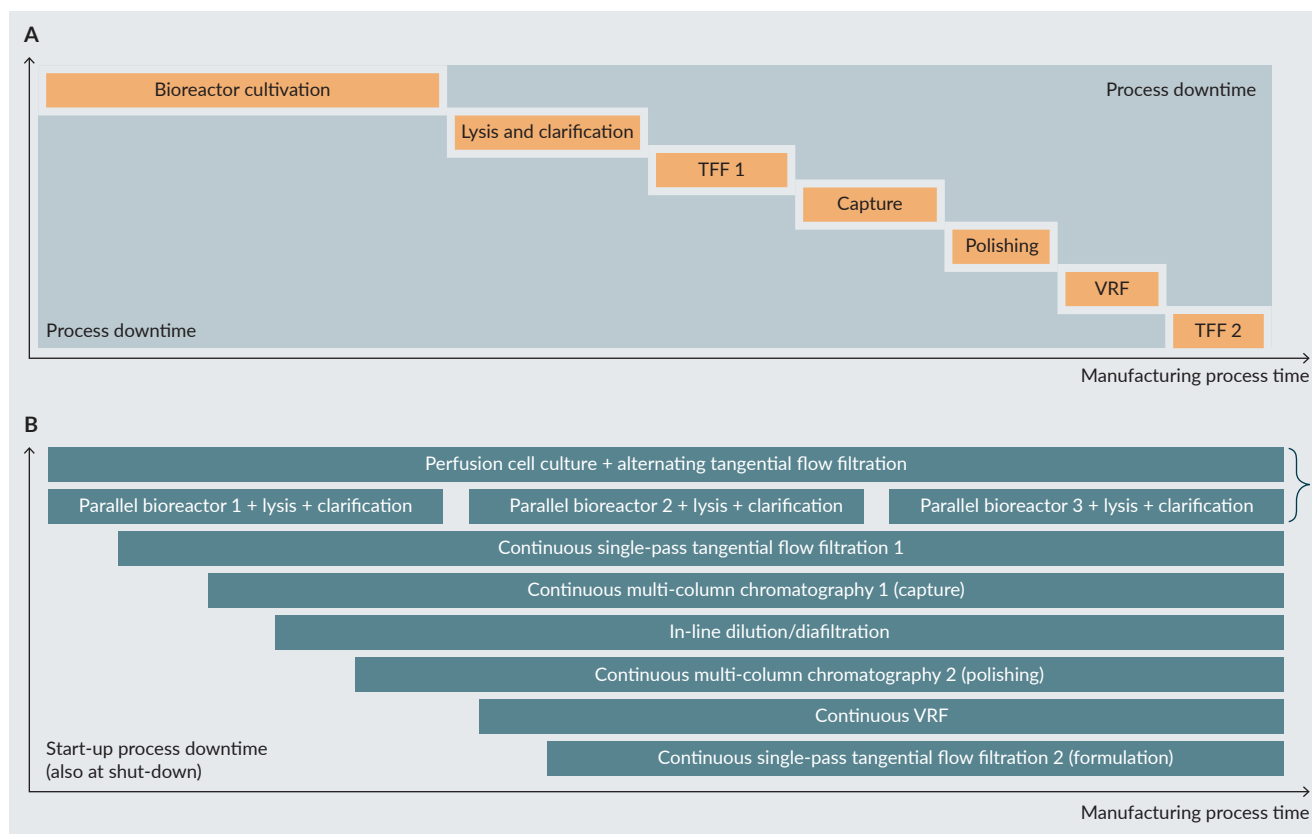 A
Bioreactor cultivation
Process downtime
Lysis and clarification
TFF 1
Capture
Polishing
VRF
Process downtime
TFF 2
Manufacturing process time
B
Perfusion cell culture + alternating tangential flow filtration
Parallel bioreactor 1 + lysis + clarification
Parallel bioreactor 2 + lysis + clarification
Parallel bioreactor 3 + lysis + clarification
Continuous single-pass tangential flow filtration 1
Continuous multi-column chromatography 1 (capture)
In-line dilution/diafiltration
Continuous multi-column chromatography 2 (polishing)
Continuous VRF
Start-up process downtime
(also at shut-down)
Continuous single-pass tangential flow filtration 2 (formulation)
Manufacturing process time